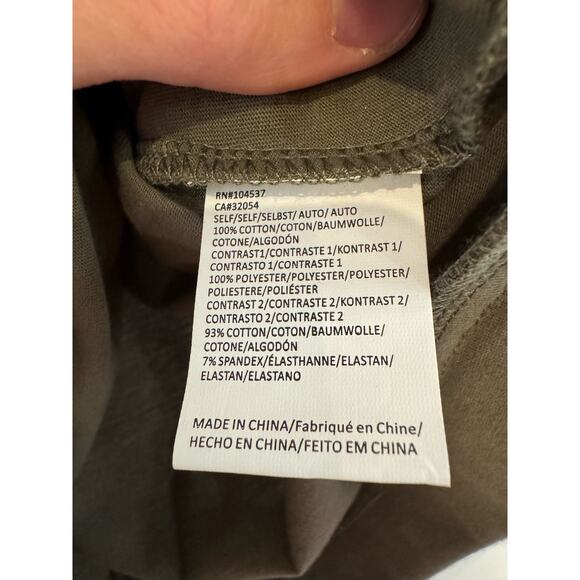 RN#104537
CA#32054
SELF/SELF/SELBST/ AUTO/ AUTO
100% COTTON/COTON/BAUMWOLLE/
COTONE/ALGODÓN
CONTRAST1/CONTRASTE 1/KONTRAST 1/
CONTRASTO 1/CONTRASTE 1
100% POLYESTER/POLYESTER/POLYESTER/
POLIESTERE/POLIÉSTER
CONTRAST 2/CONTRASTE 2/KONTRAST 2/
CONTRASTO 2/CONTRASTE 2
93% COTTON/COTON/BAUMWOLLE/
COTONE/ALGODÓN
7% SPANDEX/ÉLASTHANNE/ELASTAN/
ELASTAN/ELASTANO
MADE IN CHINA/Fabriqué en Chine/
HECHO EN CHINA/FEITO EM CHINA